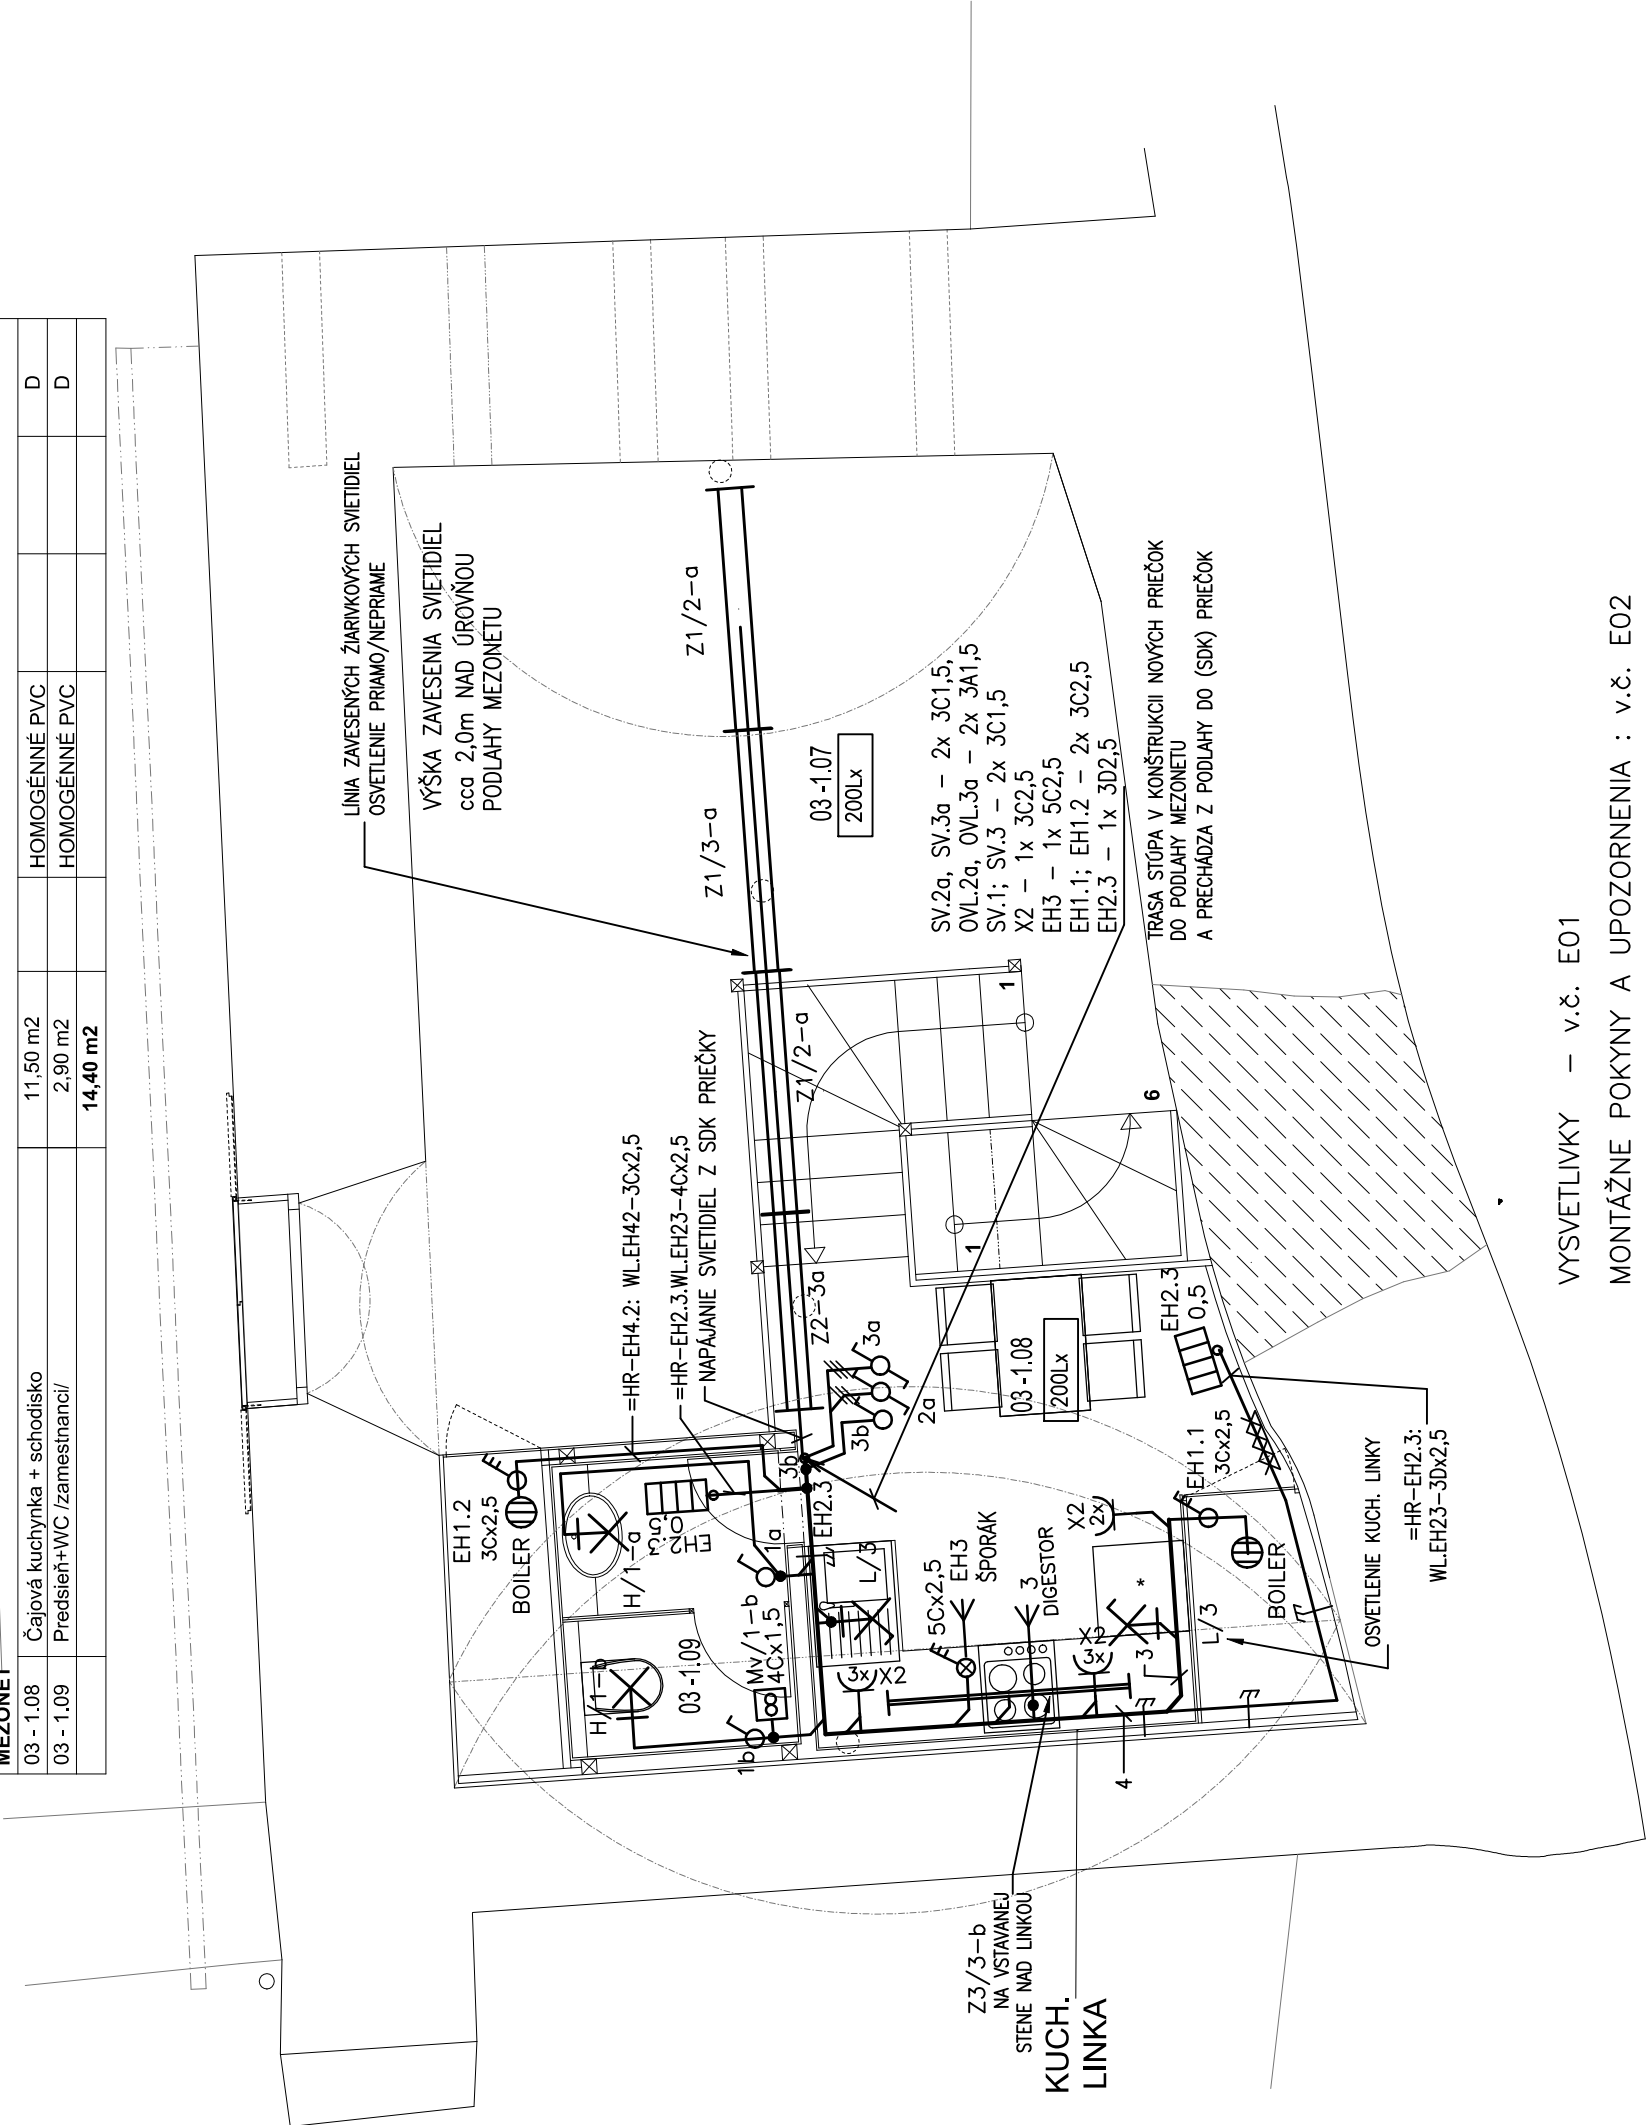 MEZONET
03 - 1.08 Čajová kuchynka + schodisko 11,50 m2 HOMOGÉNNÉ PVC D
03 - 1.09 Predsieň+WC /zamestnanci/ 2,90 m2 HOMOGÉNNÉ PVC D
14,40 m2
LÍNIA ZAVESENÝCH ŽIARIVKOVÝCH SVIETIDIEL
OSVETLENIE PRIAMO/NEPRIAME
VÝŠKA ZAVESENIA SVIETIDIEL
cca 2,0m NAD ÚROVŇOU
PODLAHY MEZONETU
Z1/2-a
Z1/3-a
Z1/2-a
Z2-3a
03 -1.07
200Lx
SV.2a, SV.3a - 2x 3C1,5,
OVL.2a, OVL.3a - 2x 3A1,5
SV.1; SV.3 - 2x 3C1,5
X2 - 1x 3C2,5
EH3 - 1x 5C2,5
EH1.1; EH1.2 - 2x 3C2,5
EH2.3 - 1x 3D2,5
TRASA STÚPA V KONŠTRUKCII NOVÝCH PRIEČOK
DO PODLAHY MEZONETU
A PRECHÁDZA Z PODLAHY DO (SDK) PRIEČOK
=HR-EH4.2: WL.EH42-3Cx2,5
=HR-EH2.3.WL.EH23-4Cx2,5
NAPÁJANIE SVIETIDIEL Z SDK PRIEČKY
1
6
1
EH1.2
3Cx2,5
BOILER
H/1-a
EH2.3
0,5
H/1-b
03 -1.09
Mv/1-b
4Cx1,5
1a
1b
3b
EH2.3
3b
2a
3a
03 -1.08
200Lx
EH2.3
0,5
L/3
3x X2
5Cx2,5
EH3
ŠPORÁK
3
DIGESTOR
X2
3x
X2
2x
*
3
4
EH1.1
3Cx2,5
L/3
BOILER
OSVETLENIE KUCH. LINKY
=HR-EH2.3:
WL.EH23-3Dx2,5
Z3/3-b
NA VSTAVANEJ
STENE NAD LINKOU
KUCH.
LINKA
VYSVETLIVKY - v.č. E01
MONTÁŽNE POKYNY A UPOZORNENIA : v.č. E02